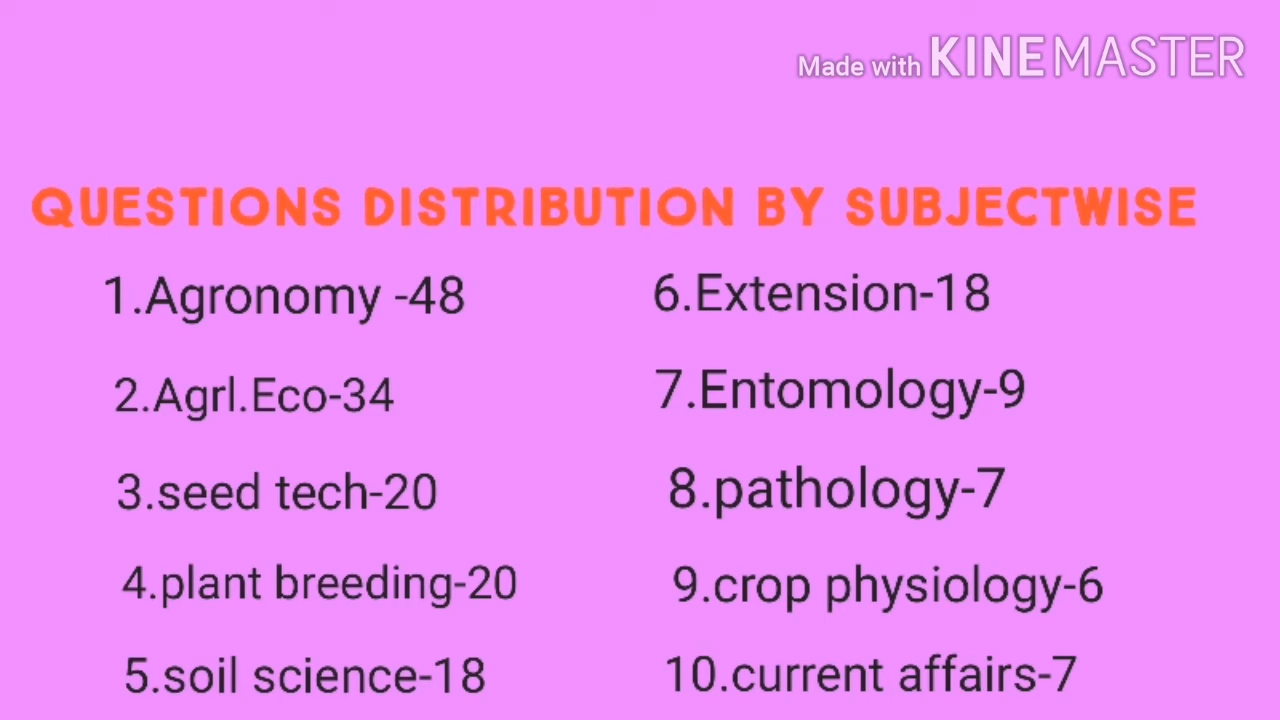 Made with KINEMASTER
QUESTIONS DISTRIBUTION BY SUBJECTWISE
1.Agronomy -48
2.Agrl.Eco-34
3.seed tech-20
4.plant breeding-20
5.soil science-18
6.Extension-18
7.Entomology-9
8.pathology-7
9.crop physiology-6
10.current affairs-7